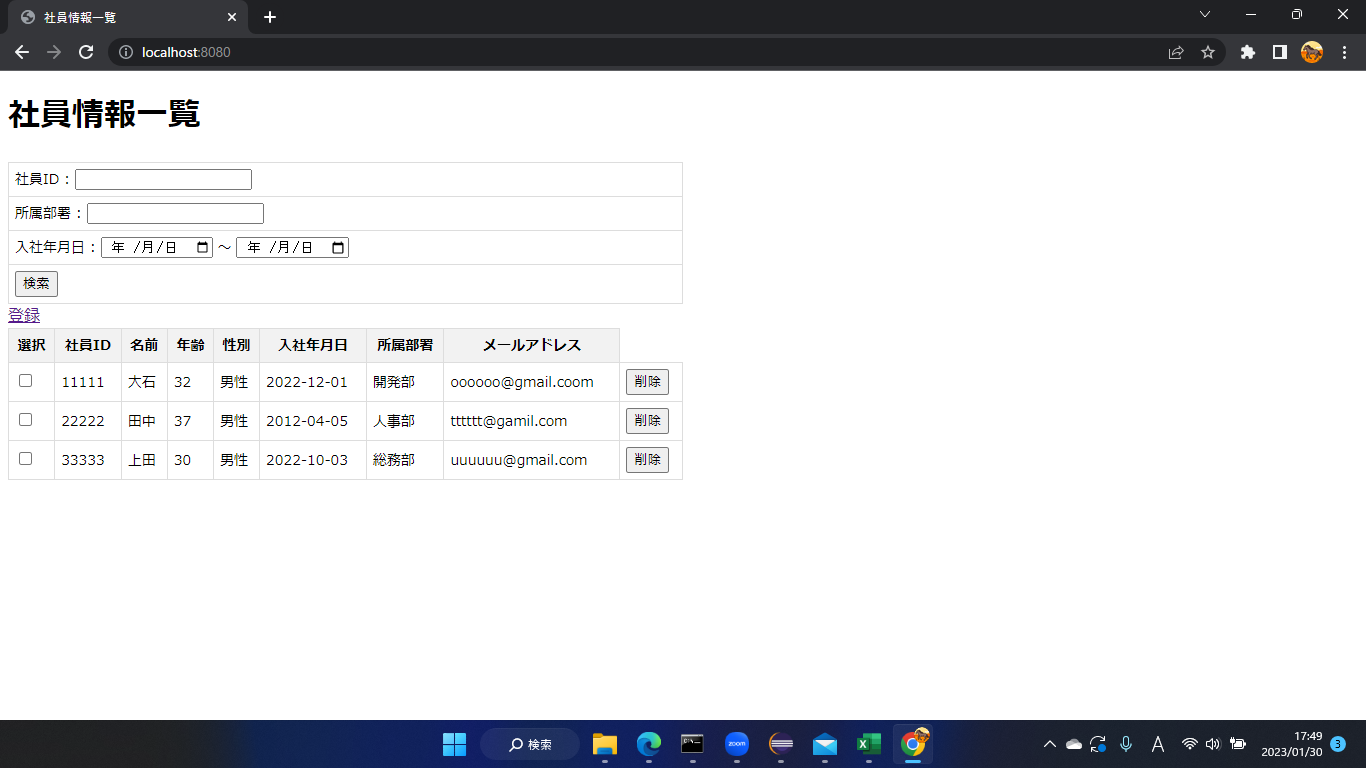 社員情報一覧
localhost:8080
社員情報一覧
社員ID：
所属部署：
入社年月日： 年 /月/日 ～ 年 /月/日
検索
登録
選択 社員ID 名前 年齢 性別 入社年月日 所属部署 メールアドレス
11111 大石 32 男性 2022-12-01 開発部 oooooo@gmail.coom 削除
22222 田中 37 男性 2012-04-05 人事部 tttttt@gamil.com 削除
33333 上田 30 男性 2022-10-03 総務部 uuuuuu@gmail.com 削除
検索
zoom
A
17:49
2023/01/30
3